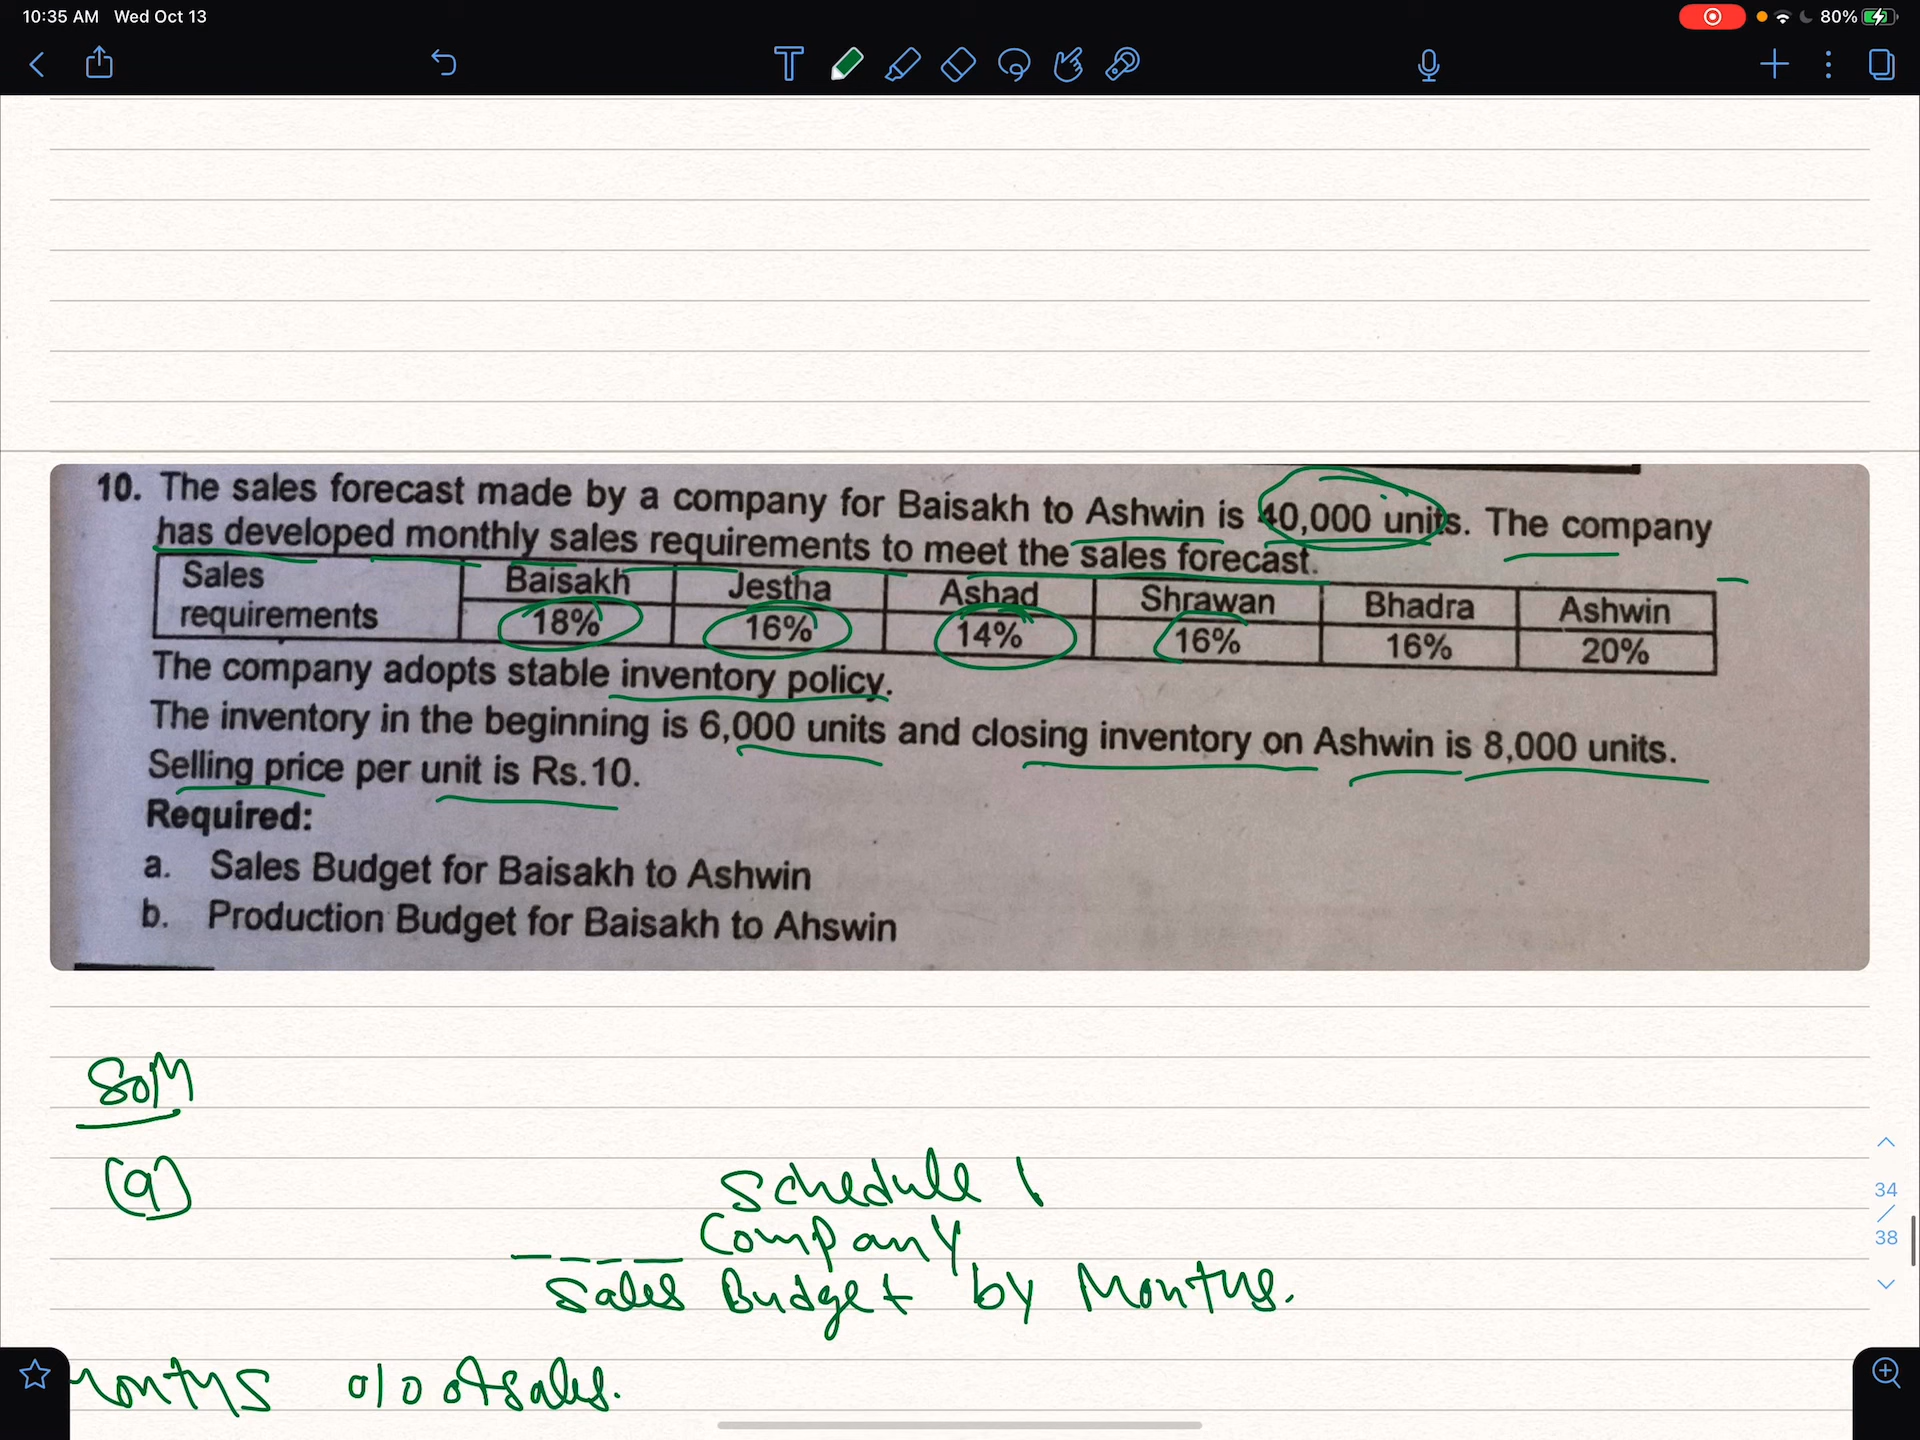 10:35 AM Wed Oct 13
80%
10. The sales forecast made by a company for Baisakh to Ashwin is 40,000 units. The company
has developed monthly sales requirements to meet the sales forecast.
Sales requirements Baisakh Jestha Ashad Shrawan Bhadra Ashwin
18% 16% 14% 16% 16% 20%
The company adopts stable inventory policy.
The inventory in the beginning is 6,000 units and closing inventory on Ashwin is 8,000 units.
Selling price per unit is Rs.10.
Required:
a. Sales Budget for Baisakh to Ashwin
b. Production Budget for Baisakh to Ahswin
Soln
(a)
Schedule 1
---- Company
Sales Budget by Months.
34
/
38
Months % of sales.